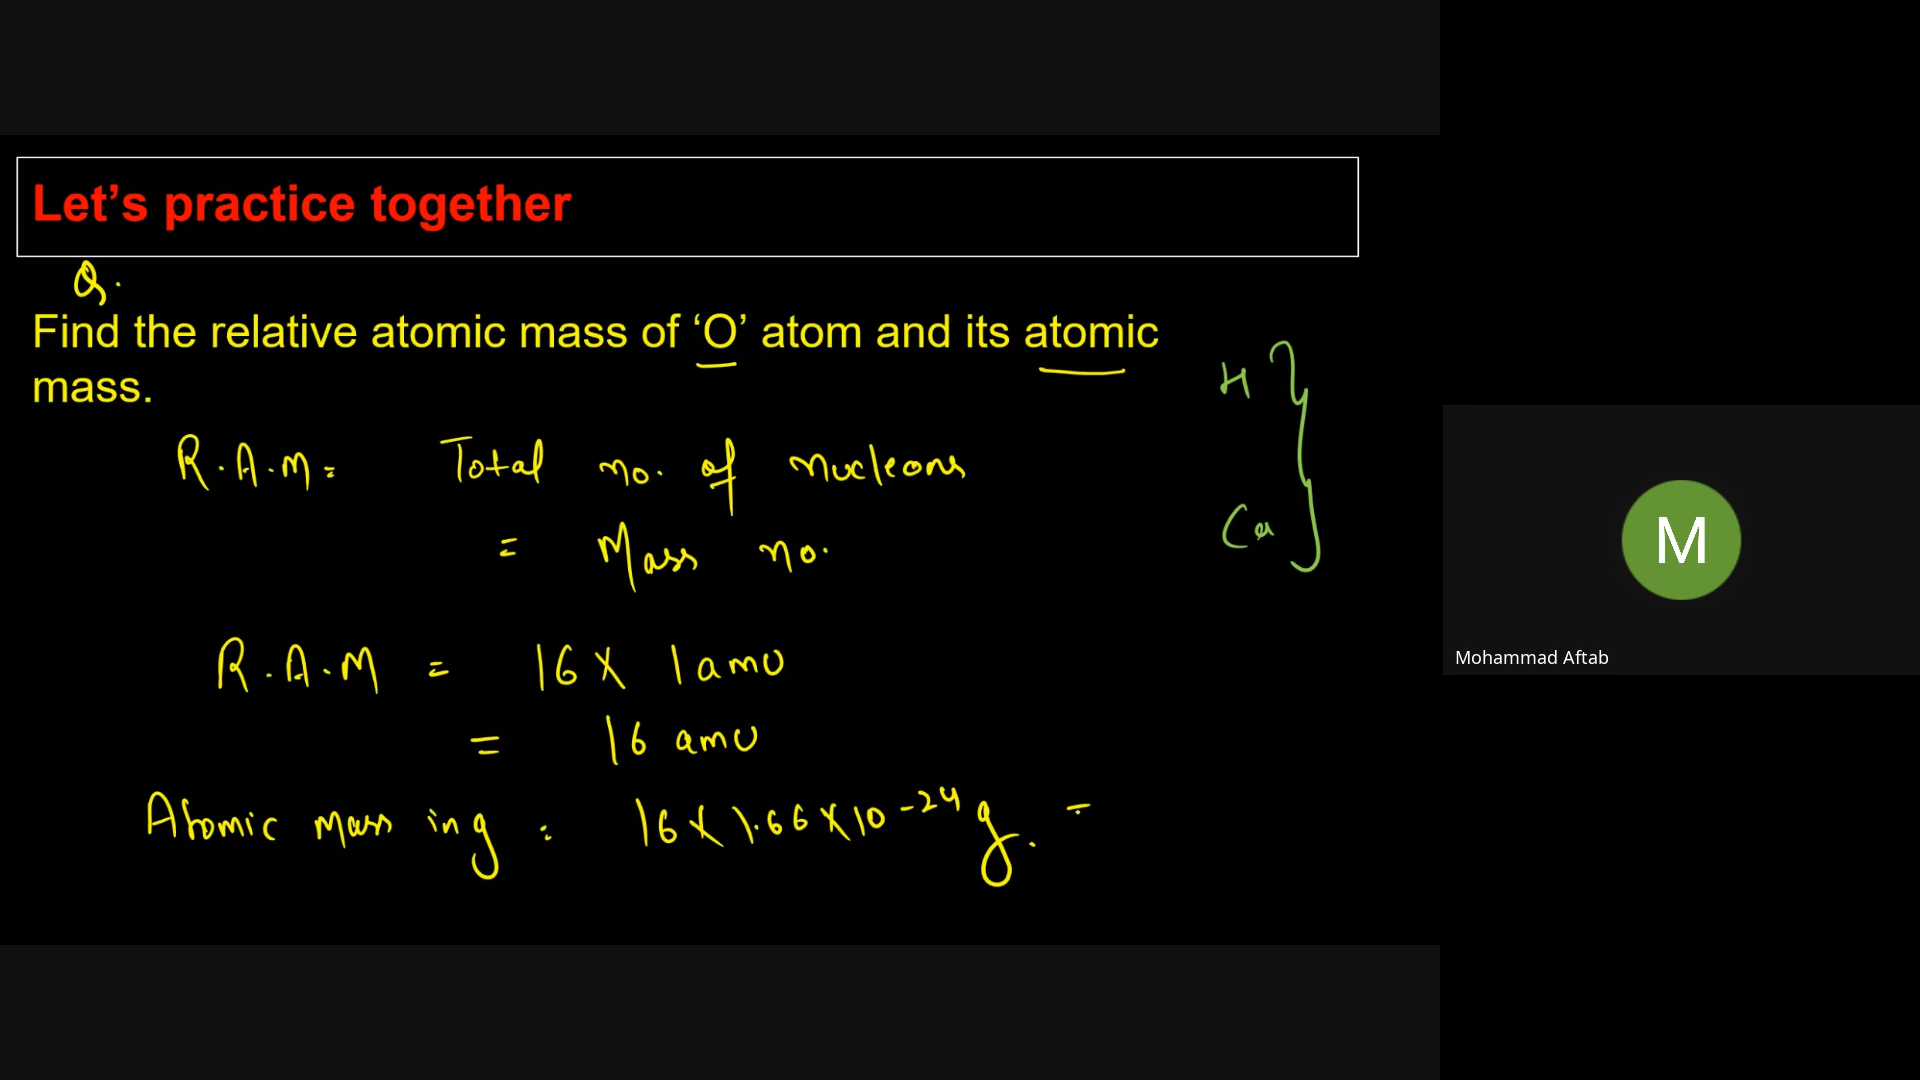 Let’s practice together
Q.
Find the relative atomic mass of ‘O’ atom and its atomic
mass.
H
R.A.M = Total no. of nucleons
Ca
= Mass no.
R.A.M = 16 X 1 amu
= 16 amu
Atomic mass in g = 16 X 1.66 X 10⁻²⁴ g. =
M
Mohammad Aftab